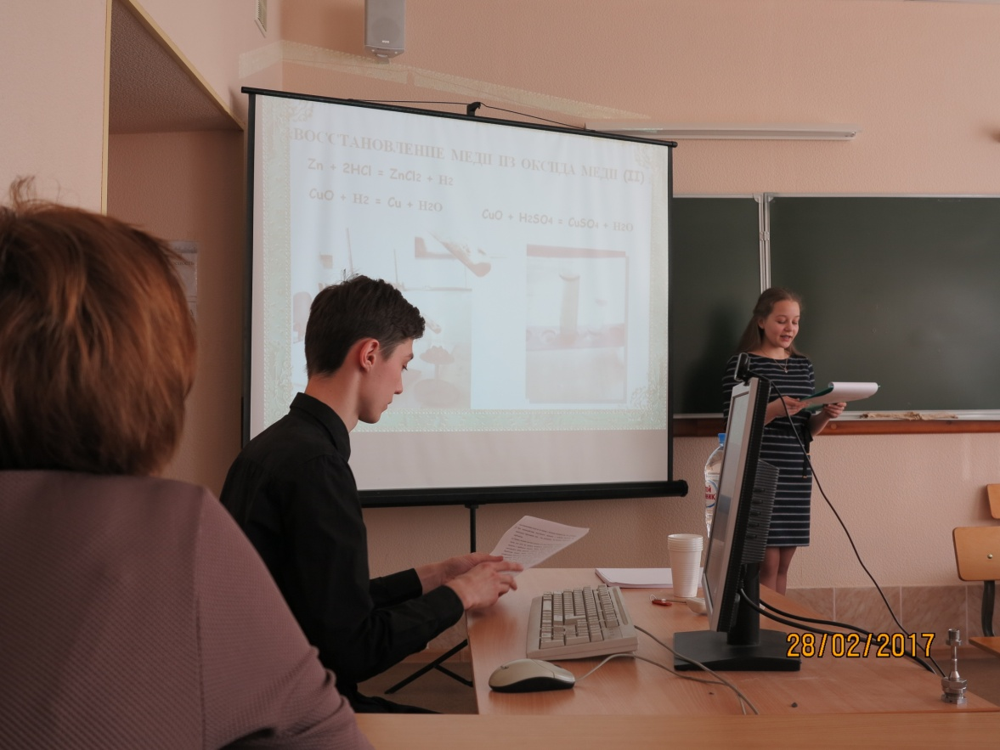 ВОССТАНОВЛЕНИЕ МЕДИ ИЗ ОКСИДА МЕДИ (II)
Zn + 2HCl = ZnCl2 + H2
CuO + H2 = Cu + H2O
CuO + H2SO4 = CuSO4 + H2O
28/02/2017